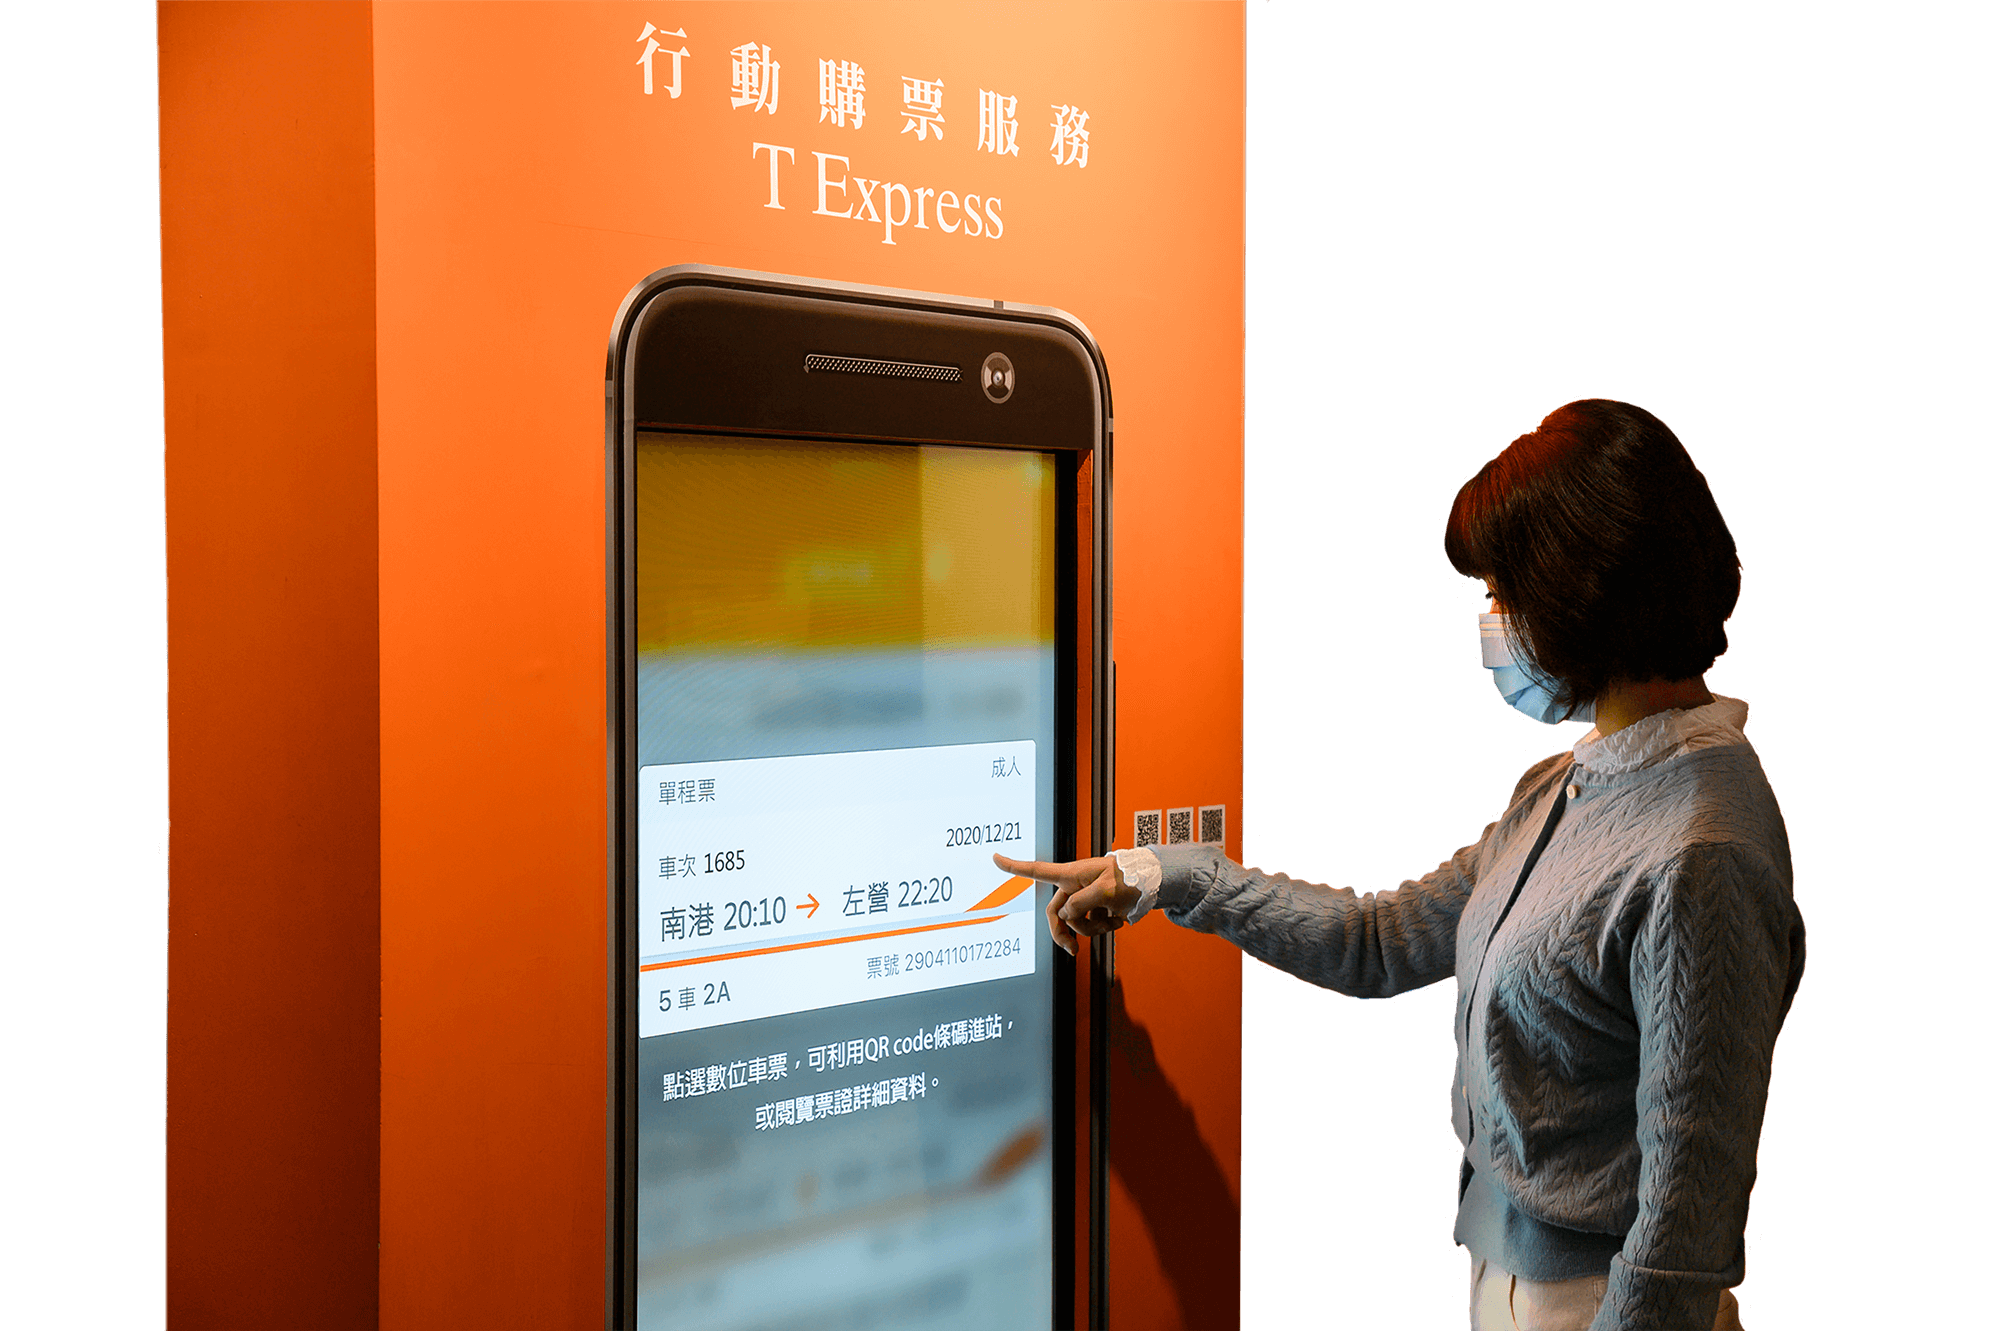 行動購票服務
T Express
單程票
成人
2020/12/21
車次 1685
南港 20:10 → 左營 22:20
票號 2904110172284
5 車 2A
點選數位車票，可利用QR code條碼進站，
或閱覽票證詳細資料。